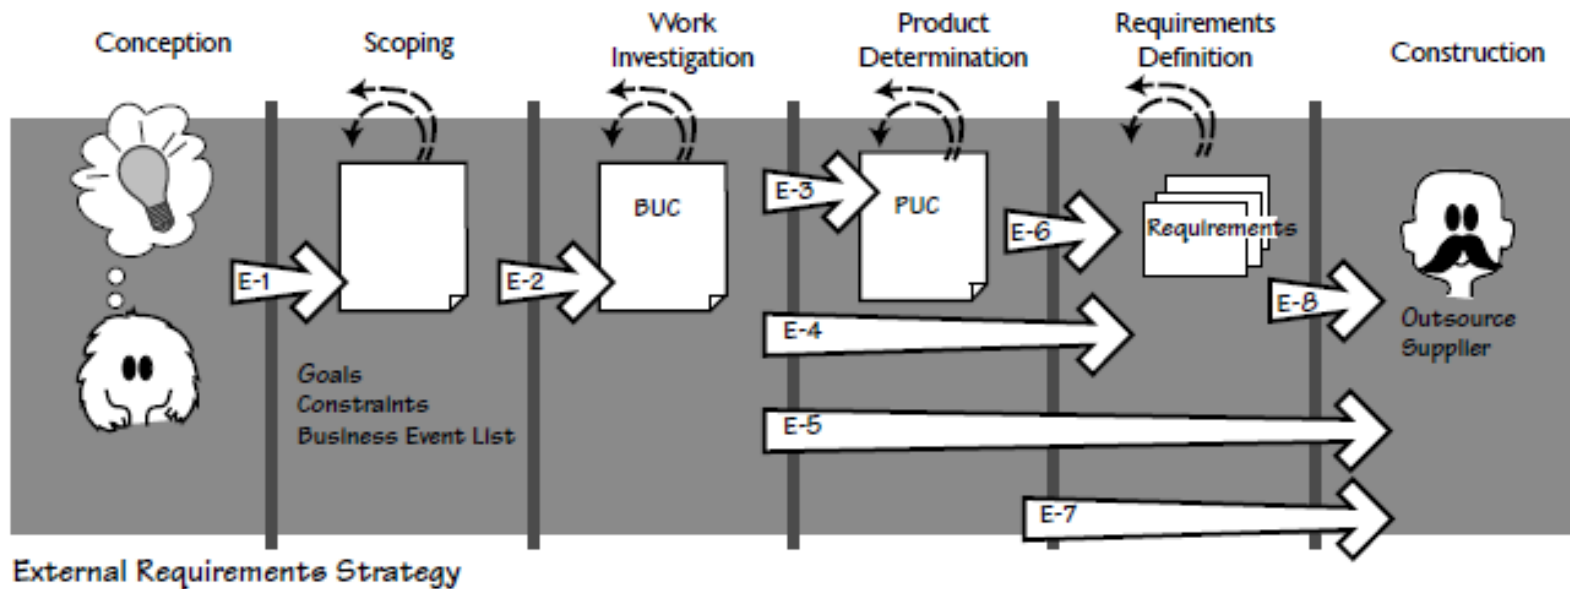 Conception
Scoping
Work
Investigation
Product
Determination
Requirements
Definition
Construction
BUC
E-3
PUC
E-6
Requirements
E-1
E-2
E-8
E-4
Outsource
Supplier
Goals
Constraints
Business Event List
E-5
E-7
External Requirements Strategy